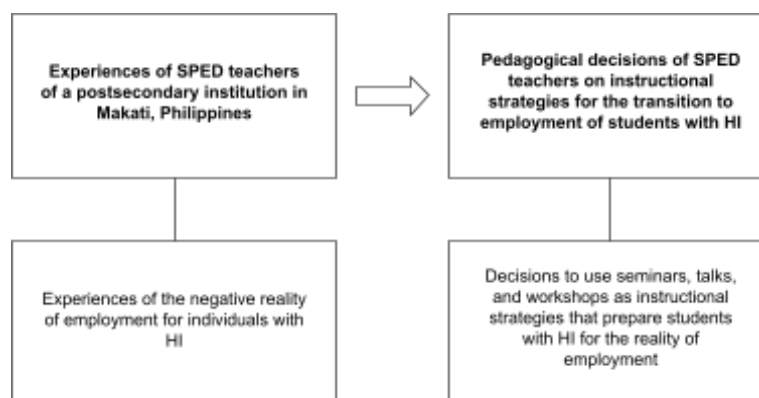 Experiences of SPED teachers
of a postsecondary institution in
Makati, Philippines
Pedagogical decisions of SPED
teachers on instructional
strategies for the transition to
employment of students with HI
Experiences of the negative reality
of employment for individuals with
HI
Decisions to use seminars, talks,
and workshops as instructional
strategies that prepare students
with HI for the reality of
employment